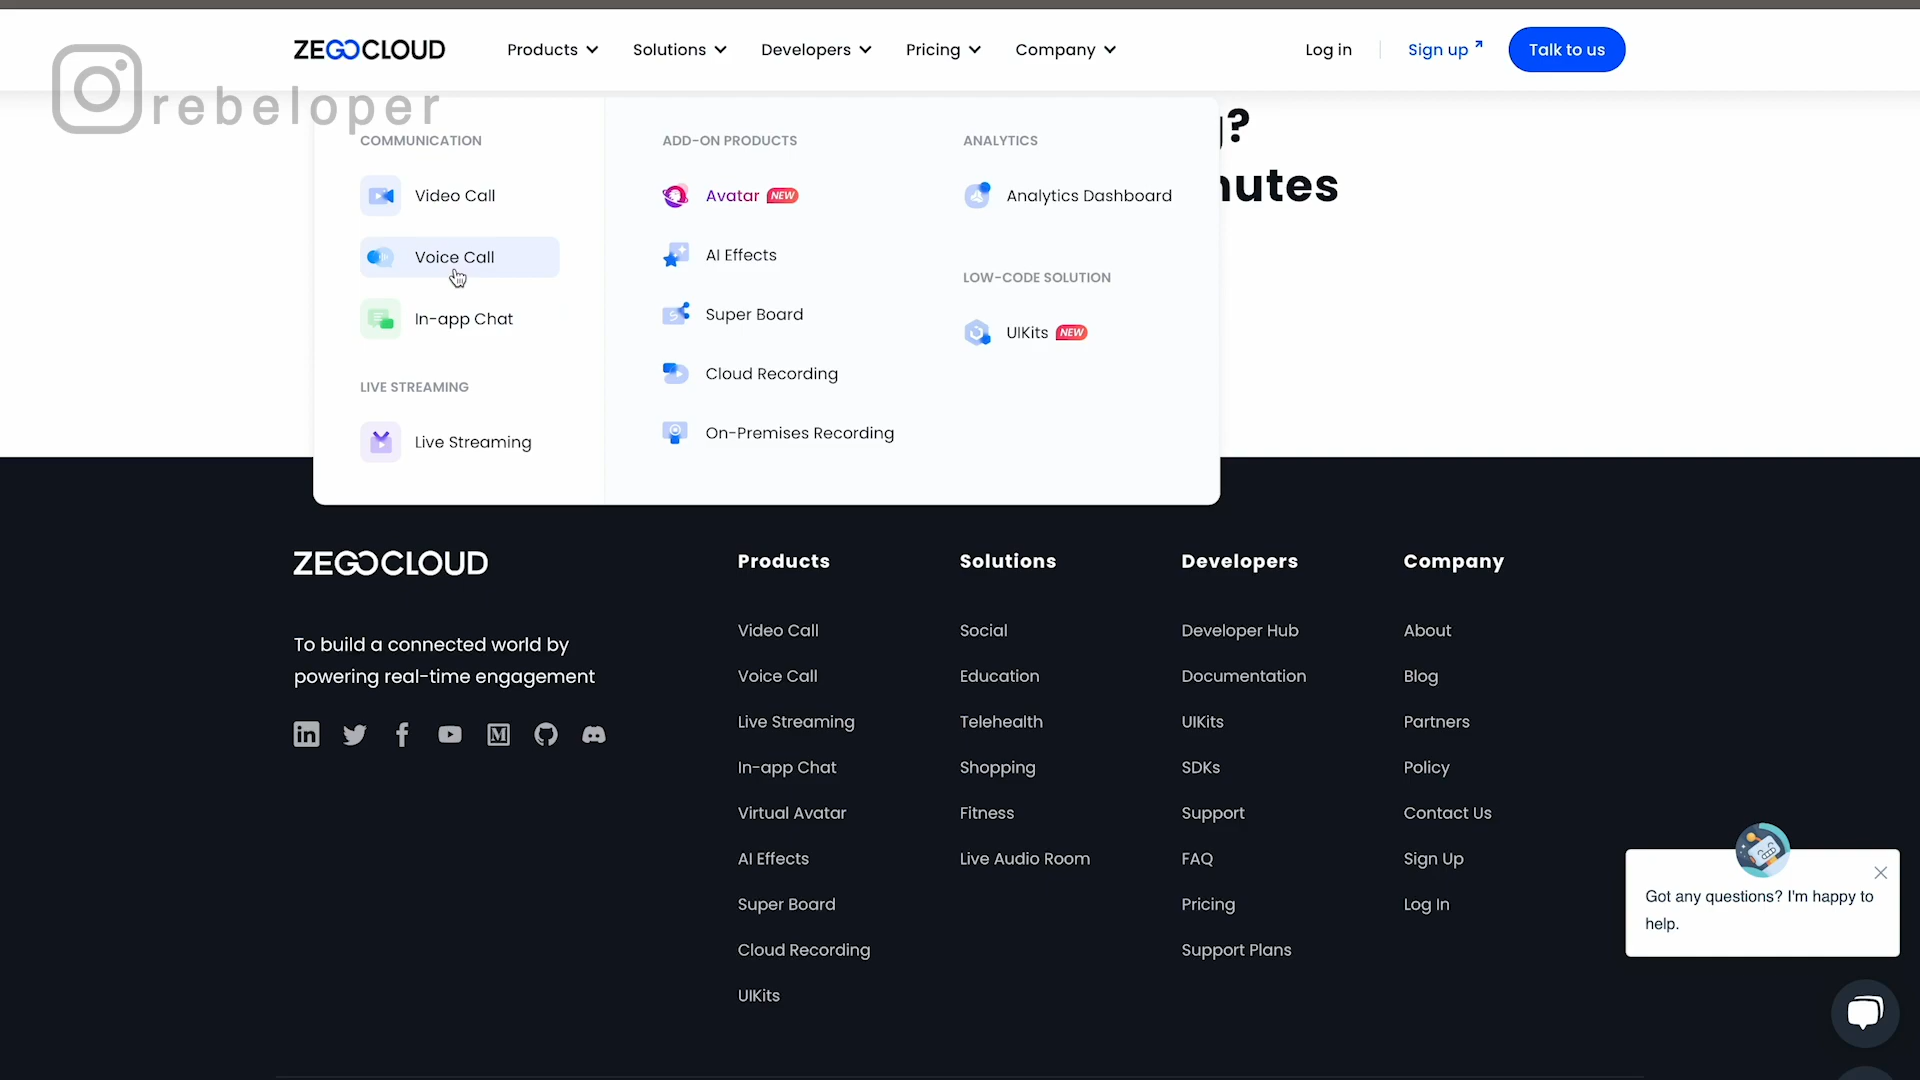 ZEGOCLOUD
Products
Solutions
Developers
Pricing
Company
Log in
Sign up
Talk to us
rebeloper
?
nutes
COMMUNICATION
Video Call
Voice Call
In-app Chat
LIVE STREAMING
Live Streaming
ADD-ON PRODUCTS
Avatar NEW
AI Effects
Super Board
Cloud Recording
On-Premises Recording
ANALYTICS
Analytics Dashboard
LOW-CODE SOLUTION
UIKits NEW
ZEGOCLOUD
To build a connected world by
powering real-time engagement
Products
Video Call
Voice Call
Live Streaming
In-app Chat
Virtual Avatar
AI Effects
Super Board
Cloud Recording
UIKits
Solutions
Social
Education
Telehealth
Shopping
Fitness
Live Audio Room
Developers
Developer Hub
Documentation
UIKits
SDKs
Support
FAQ
Pricing
Support Plans
Company
About
Blog
Partners
Policy
Contact Us
Sign Up
Log In
Got any questions? I'm happy to
help.